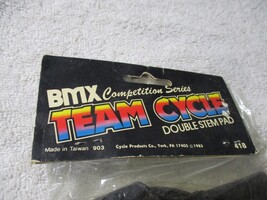 BMX Competition Series
TEAM CYCLE
DOUBLE STEM PAD
Made in Taiwan 903
Cycle Products Co., York, PA 17405 © 1983
418